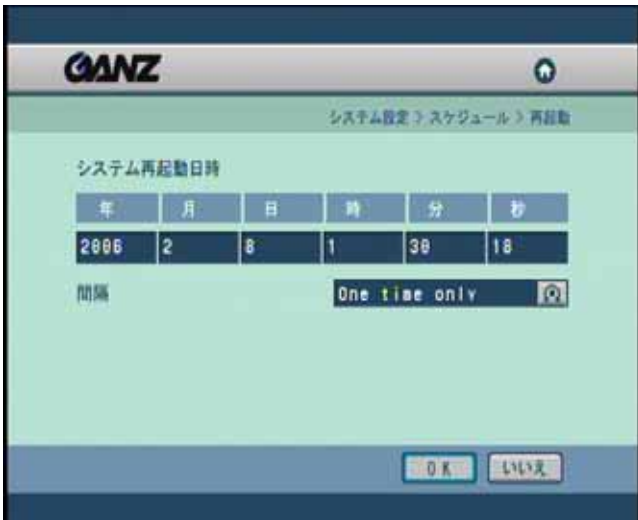 GANZ
システム設定 > スケジュール > 再起動
システム再起動日時
年 月 日 時 分 秒
2006 2 8 1 30 18
間隔 One time only
OK いいえ